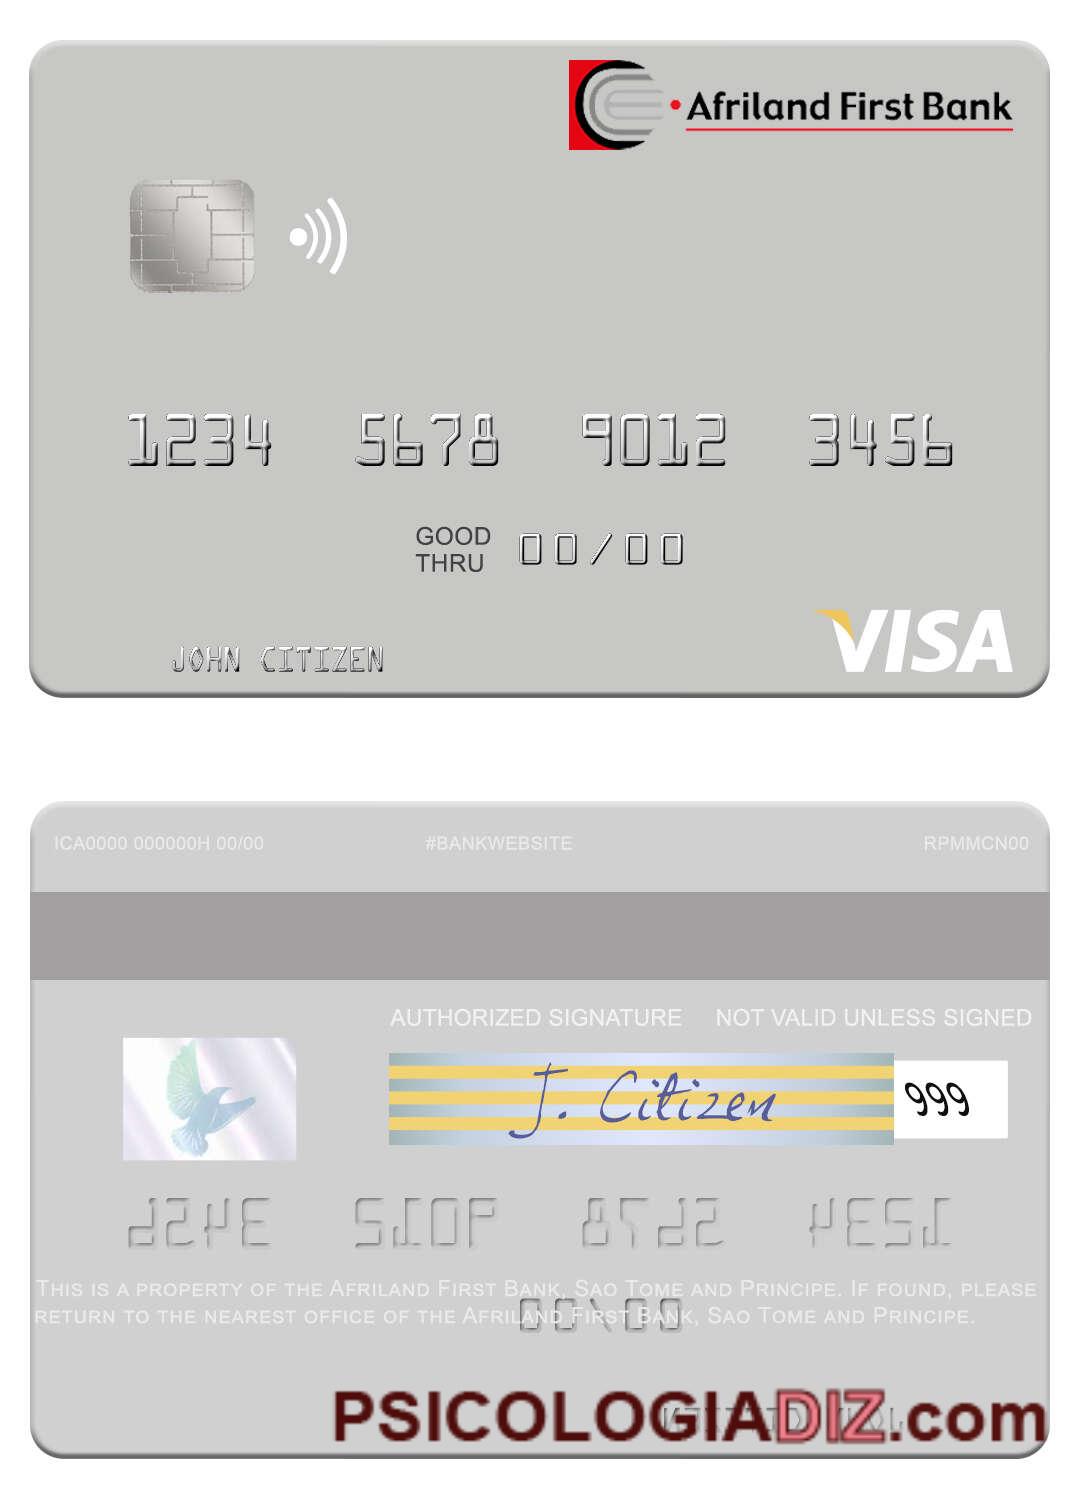 Afriland First Bank
1234 5678 9012 3456
GOOD THRU 00/00
JOHN CITIZEN
VISA
ICA0000 000000H 00/00 #BANKWEBSITE RPMMCN00
AUTHORIZED SIGNATURE NOT VALID UNLESS SIGNED
J. Citizen 999
THIS IS A PROPERTY OF THE AFRILAND FIRST BANK, SAO TOME AND PRINCIPE. IF FOUND, PLEASE
RETURN TO THE NEAREST OFFICE OF THE AFRILAND FIRST BANK, SAO TOME AND PRINCIPE.
PSICOLOGIADIZ.com